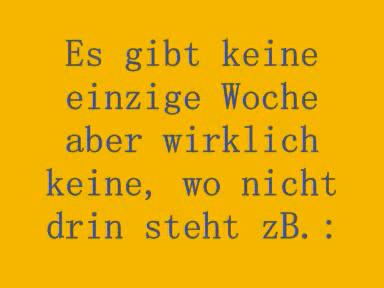 Es gibt keine
einzige Woche
aber wirklich
keine, wo nicht
drin steht zB.: